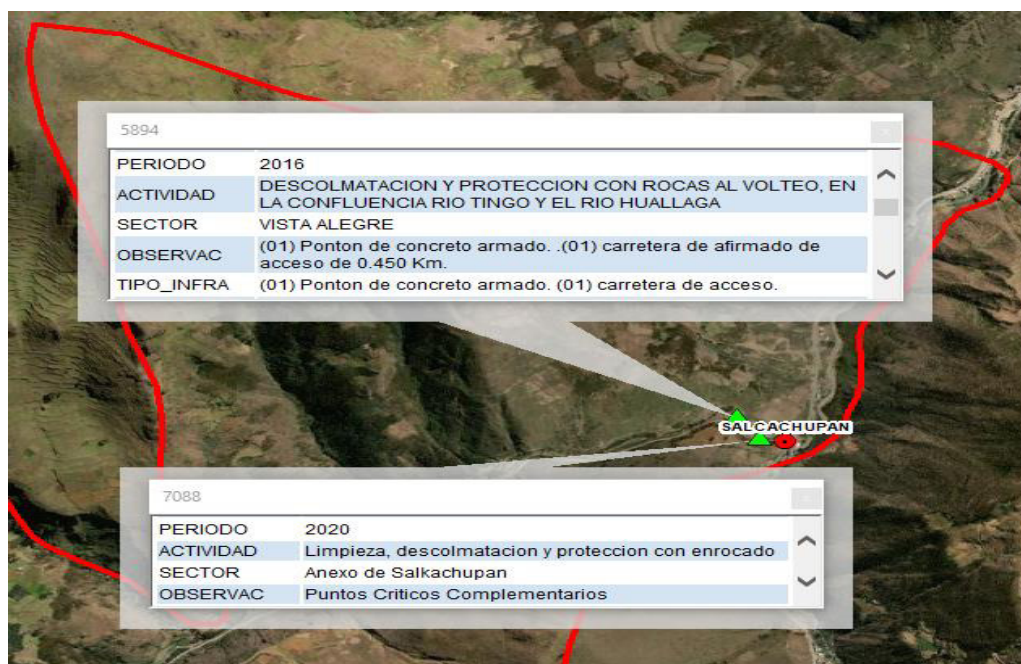 5894
PERIODO 2016
ACTIVIDAD DESCOLMATACION Y PROTECCION CON ROCAS AL VOLTEO, EN
LA CONFLUENCIA RIO TINGO Y EL RIO HUALLAGA
SECTOR VISTA ALEGRE
OBSERVAC (01) Ponton de concreto armado. .(01) carretera de afirmado de
acceso de 0.450 Km.
TIPO_INFRA (01) Ponton de concreto armado. (01) carretera de acceso.
SALCACHUPAN
7088
PERIODO 2020
ACTIVIDAD Limpieza, descolmatacion y proteccion con enrocado
SECTOR Anexo de Salkachupan
OBSERVAC Puntos Criticos Complementarios